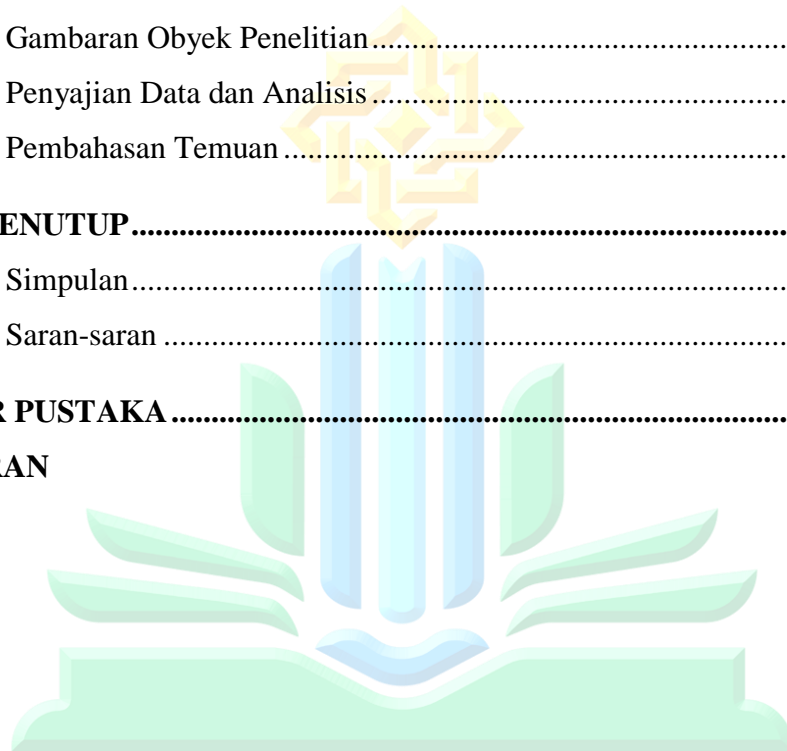 Gambaran Obyek Penelitian................................................
Penyajian Data dan Analisis................................................
Pembahasan Temuan................................................
ENUTUP................................................
Simpulan................................................
Saran-saran................................................
R PUSTAKA................................................
RAN